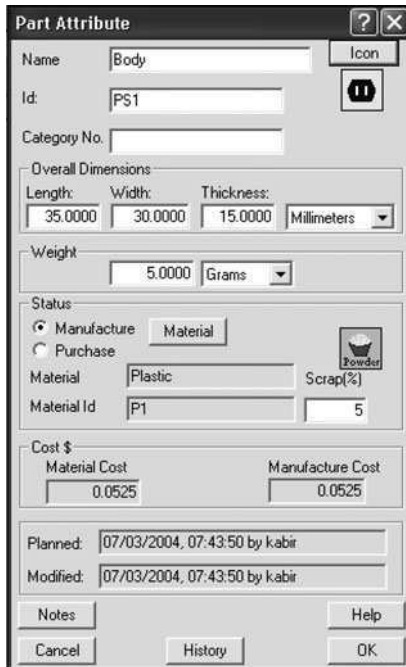 Part Attribute ? X
Name Body Icon
Id: PS1
Category No.
Overall Dimensions
Length: Width: Thickness:
35.0000 30.0000 15.0000 Millimeters
Weight
5.0000 Grams
Status
Manufacture Material
Purchase
Powder
Material Plastic Scrap(%)
Material Id P1 5
Cost $
Material Cost Manufacture Cost
0.0525 0.0525
Planned: 07/03/2004, 07:43:50 by kabir
Modified: 07/03/2004, 07:43:50 by kabir
Notes Help
Cancel History OK